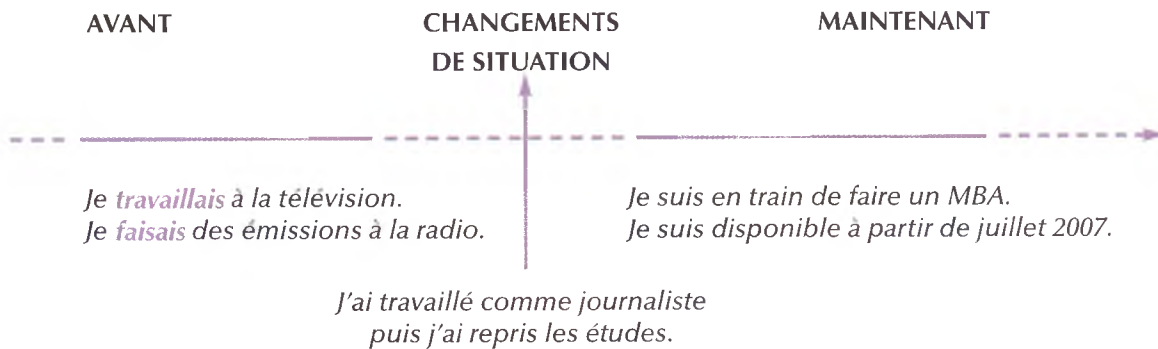 AVANT
CHANGEMENTS
DE SITUATION
MAINTENANT
Je travaillais à la télévision.
Je faisais des émissions à la radio.
Je suis en train de faire un MBA.
Je suis disponible à partir de juillet 2007.
J'ai travaillé comme journaliste
puis j'ai repris les études.